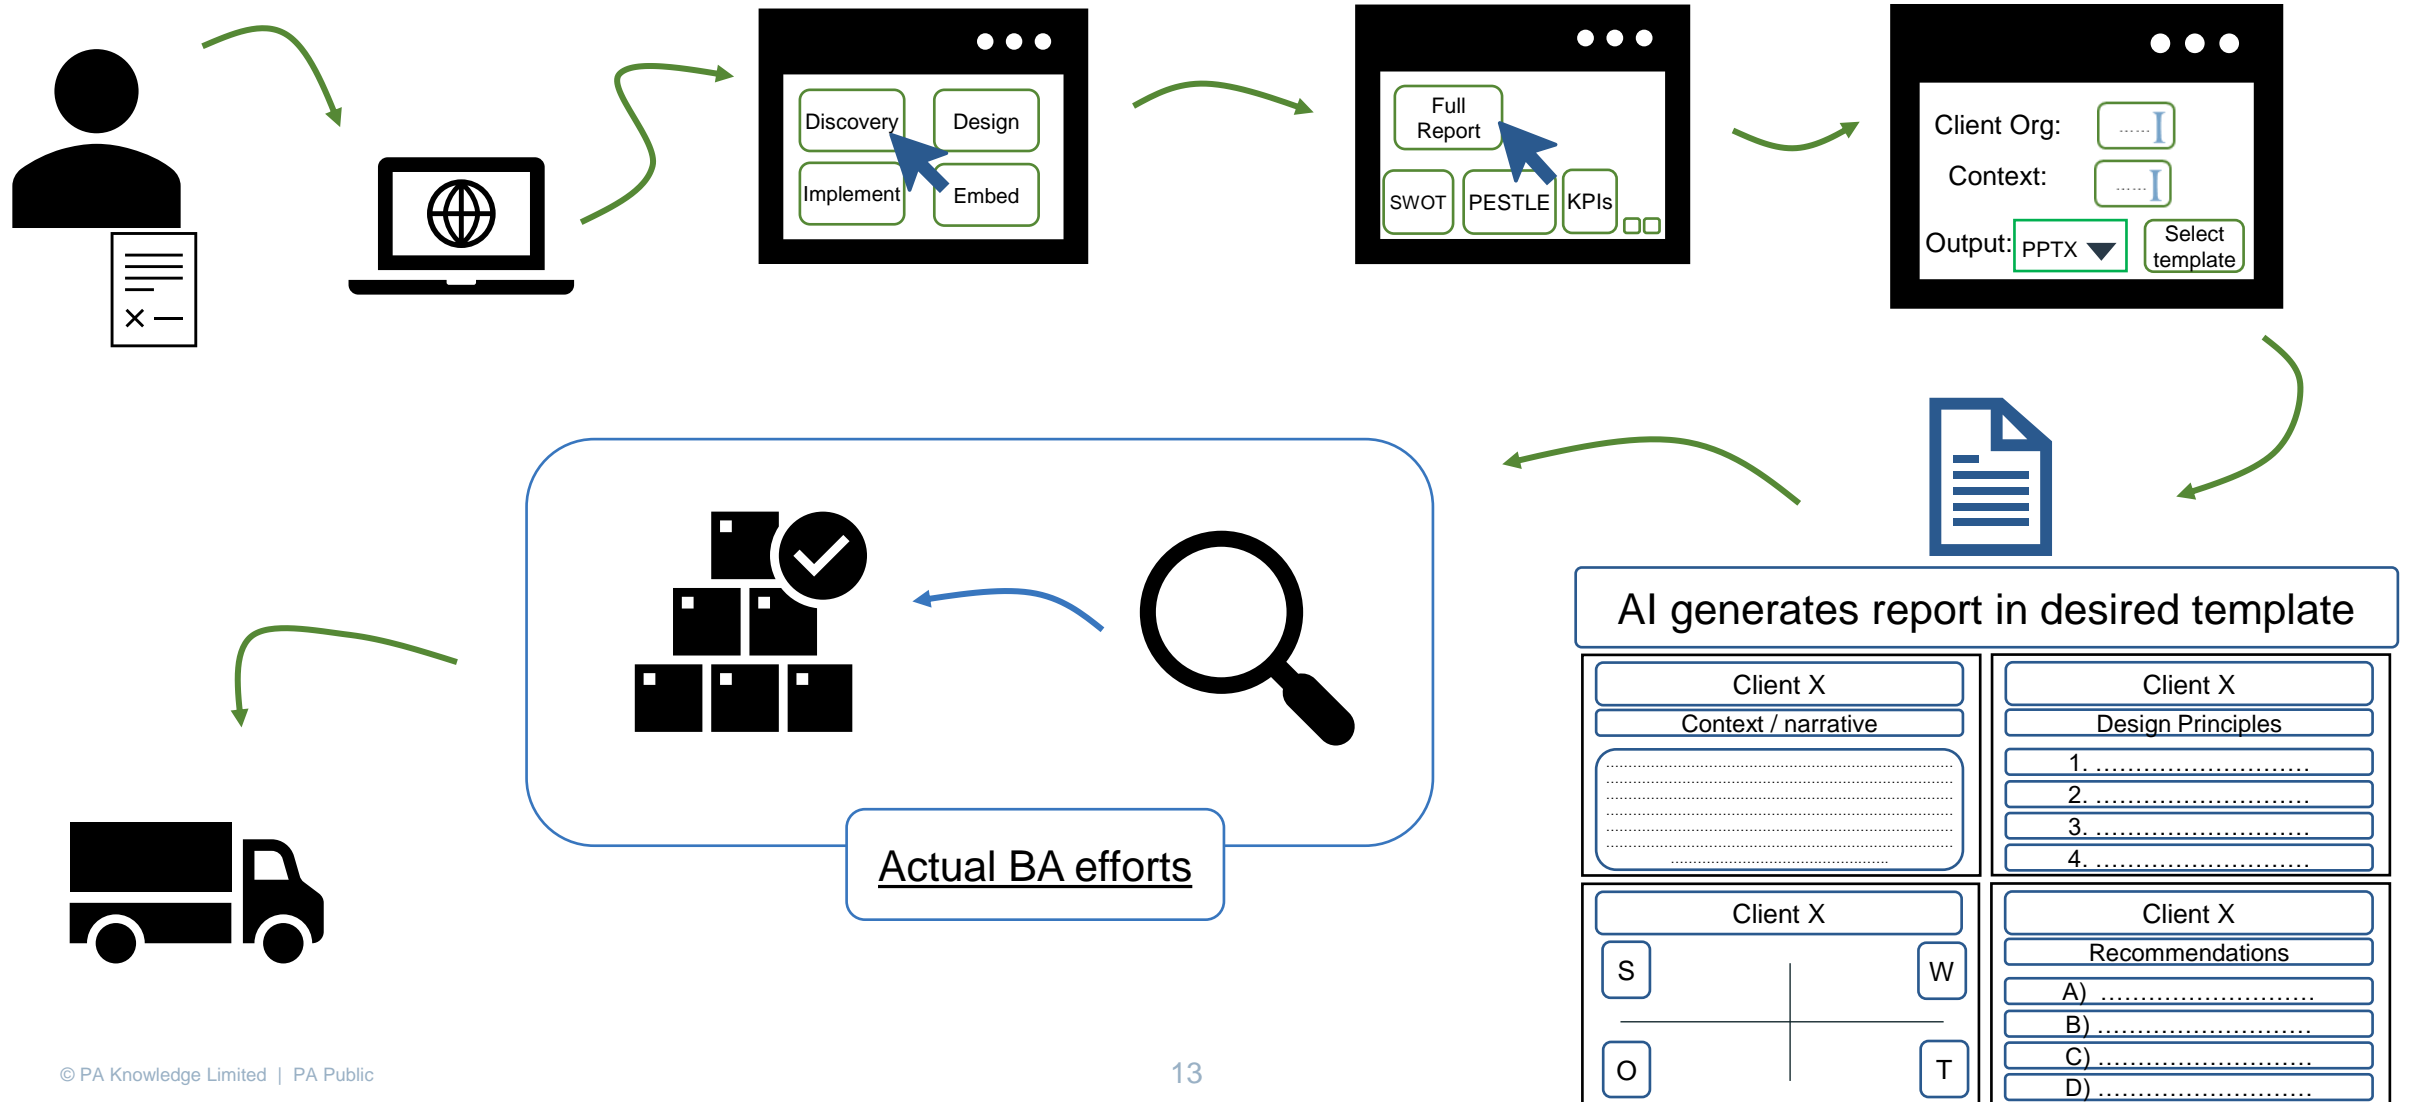 Discovery
Design
Implement
Embed
Full
Report
SWOT
PESTLE
KPIs
Client Org:
......
Context:
......
Output:
PPTX
Select
template
AI generates report in desired template
Client X
Context / narrative
Client X
Design Principles
1. ...........................
2. ...........................
3. ...........................
4. ...........................
Client X
S
W
O
T
Client X
Recommendations
A) ...........................
B) ...........................
C) ...........................
D) ...........................
Actual BA efforts
© PA Knowledge Limited | PA Public
13